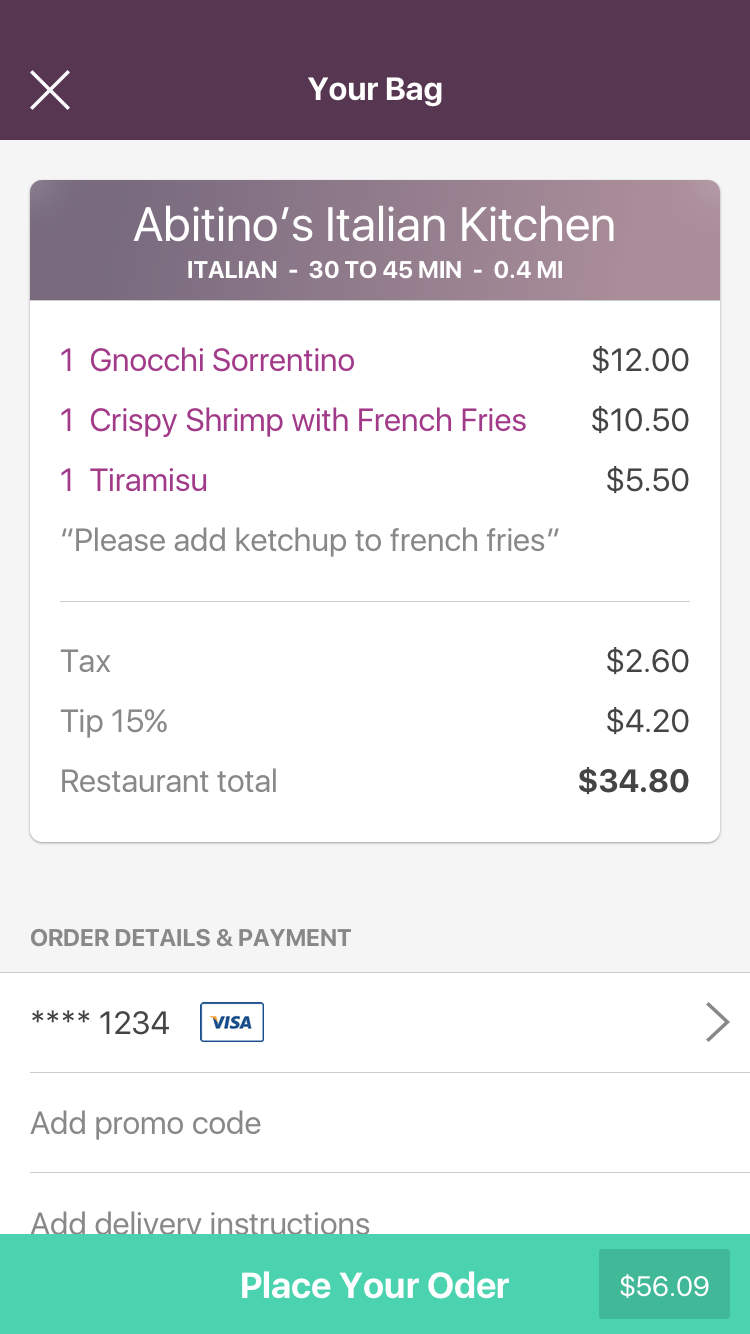 Your Bag
Abitino’s Italian Kitchen
ITALIAN - 30 TO 45 MIN - 0.4 MI
1 Gnocchi Sorrentino $12.00
1 Crispy Shrimp with French Fries $10.50
1 Tiramisu $5.50
“Please add ketchup to french fries”
Tax $2.60
Tip 15% $4.20
Restaurant total $34.80
ORDER DETAILS & PAYMENT
**** 1234 VISA
Add promo code
Add delivery instructions
Place Your Oder $56.09